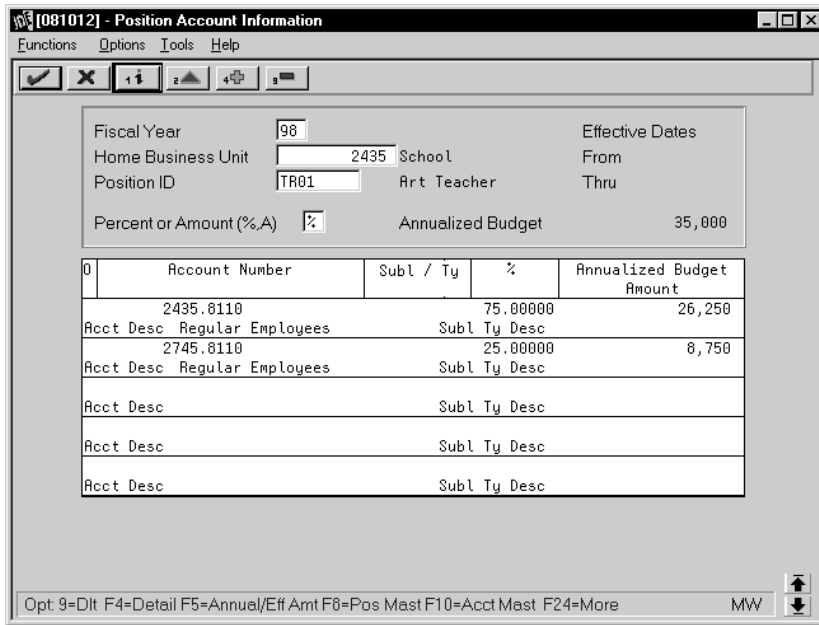 JDE [081012] - Position Account Information
Functions Options Tools Help
1 i 2 4 9
Fiscal Year 98 Effective Dates
Home Business Unit 2435 School From
Position ID TR01 Art Teacher Thru
Percent or Amount (%,A) % Annualized Budget 35,000
O Account Number Subl / Ty % Annualized Budget
Amount
2435.8110 75.00000 26,250
Acct Desc Regular Employees Subl Ty Desc
2745.8110 25.00000 8,750
Acct Desc Regular Employees Subl Ty Desc
Acct Desc Subl Ty Desc
Acct Desc Subl Ty Desc
Acct Desc Subl Ty Desc
Opt: 9=Dlt F4=Detail F5=Annual/Eff Amt F8=Pos Mast F10=Acct Mast F24=More MW